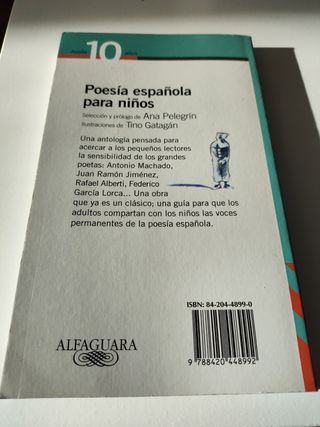 desde 10 años
Poesía española
para niños
Selección y prólogo de Ana Pelegrín
Ilustraciones de Tino Gatagán
Una antología pensada para
acercar a los pequeños lectores
la sensibilidad de los grandes
poetas: Antonio Machado,
Juan Ramón Jiménez,
Rafael Alberti, Federico
García Lorca... Una obra
que ya es un clásico; una guía para que los
adultos compartan con los niños las voces
permanentes de la poesía española.
ISBN: 84-204-4899-0
9 788420 448992
ALFAGUARA